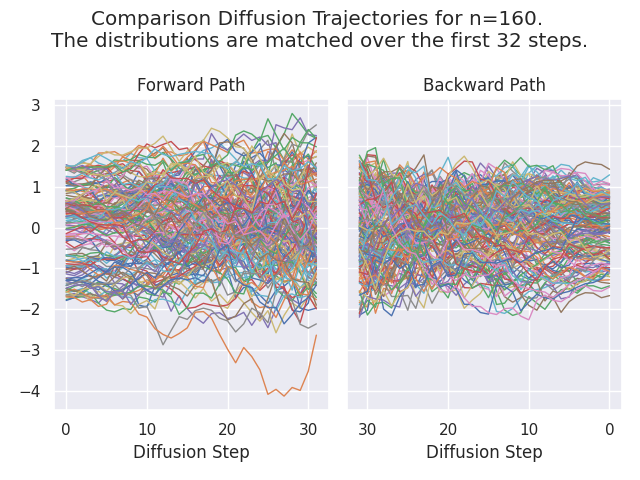 Comparison Diffusion Trajectories for n=160.
The distributions are matched over the first 32 steps.
Forward Path
Backward Path
3
2
1
0
−1
−2
−3
−4
0
10
20
30
30
20
10
0
Diffusion Step
Diffusion Step